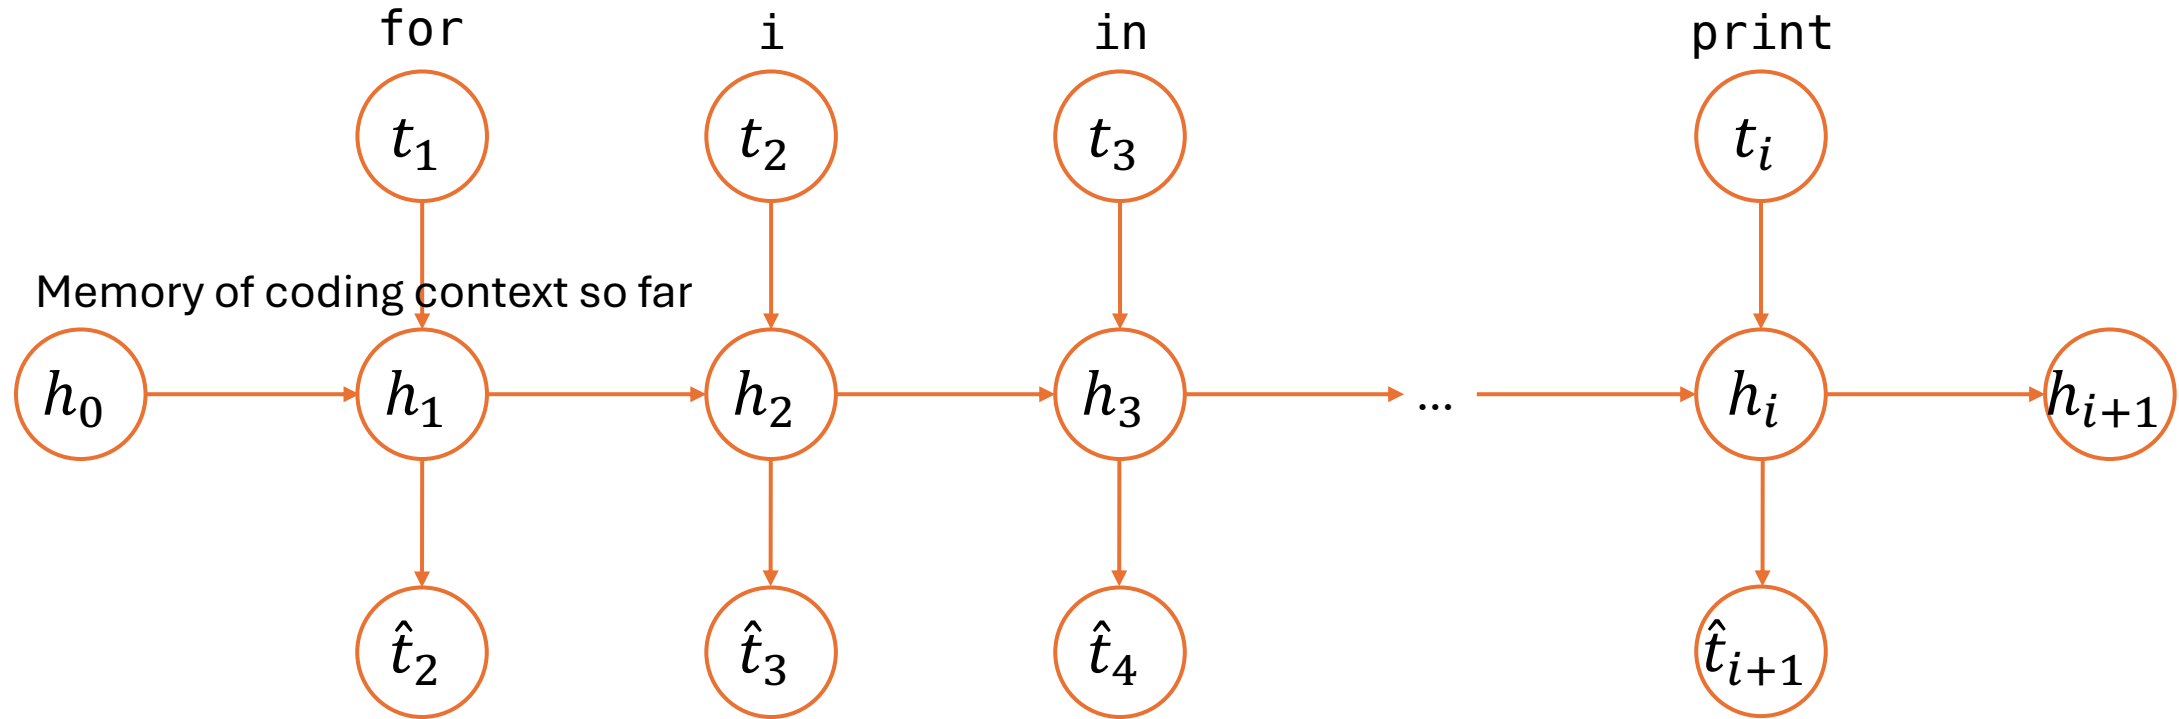 for i in print
t₁ t₂ t₃ tᵢ
Memory of coding context so far
h₀ h₁ h₂ h₃ ... hᵢ hᵢ₊₁
t̂₂ t̂₃ t̂₄ t̂ᵢ₊₁